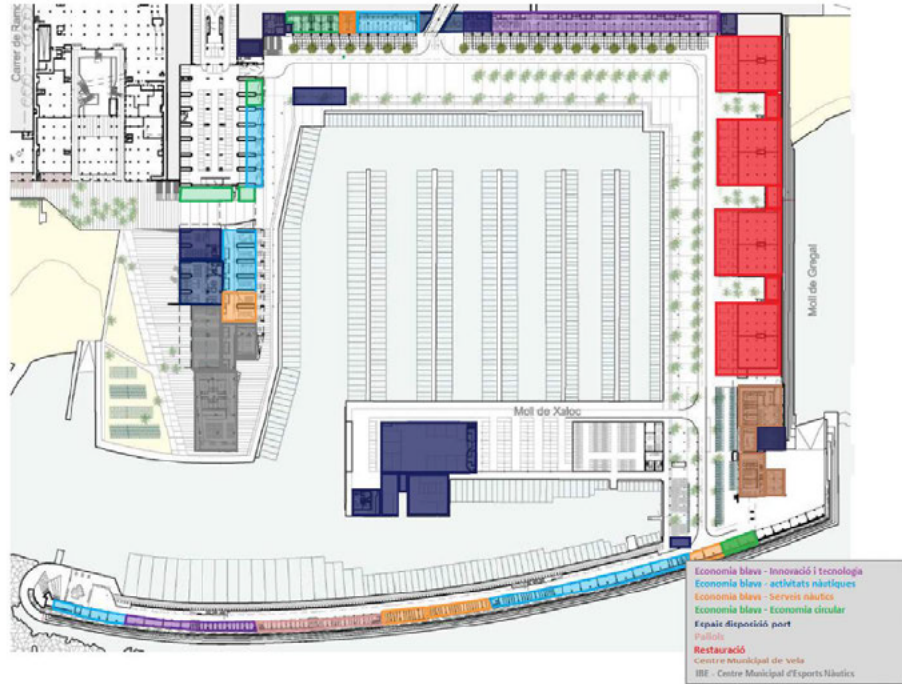 Carrer de Ramo
Moll de Gregal
Moll de Xaloc
Economia blava - Innovació i tecnologia
Economia blava - activitats nàutiques
Economia blava - Serveis nàutics
Economia blava - Economia circular
Espais disposició port
Pallols
Restauració
Centre Municipal de Vela
IBE - Centre Municipal d'Esports Nàutics